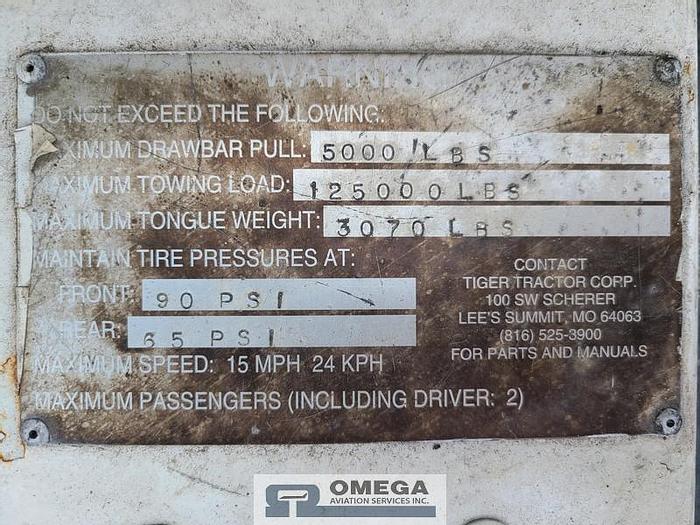 WARNING
DO NOT EXCEED THE FOLLOWING:
MAXIMUM DRAWBAR PULL: 5000 LBS
MAXIMUM TOWING LOAD: 125000 LBS
MAXIMUM TONGUE WEIGHT: 3070 LBS
MAINTAIN TIRE PRESSURES AT:
FRONT: 90 PSI
REAR: 65 PSI
MAXIMUM SPEED: 15 MPH 24 KPH
MAXIMUM PASSENGERS (INCLUDING DRIVER: 2)
CONTACT
TIGER TRACTOR CORP.
100 SW SCHERER
LEE'S SUMMIT, MO 64063
(816) 525-3900
FOR PARTS AND MANUALS
OMEGA
AVIATION SERVICES INC.